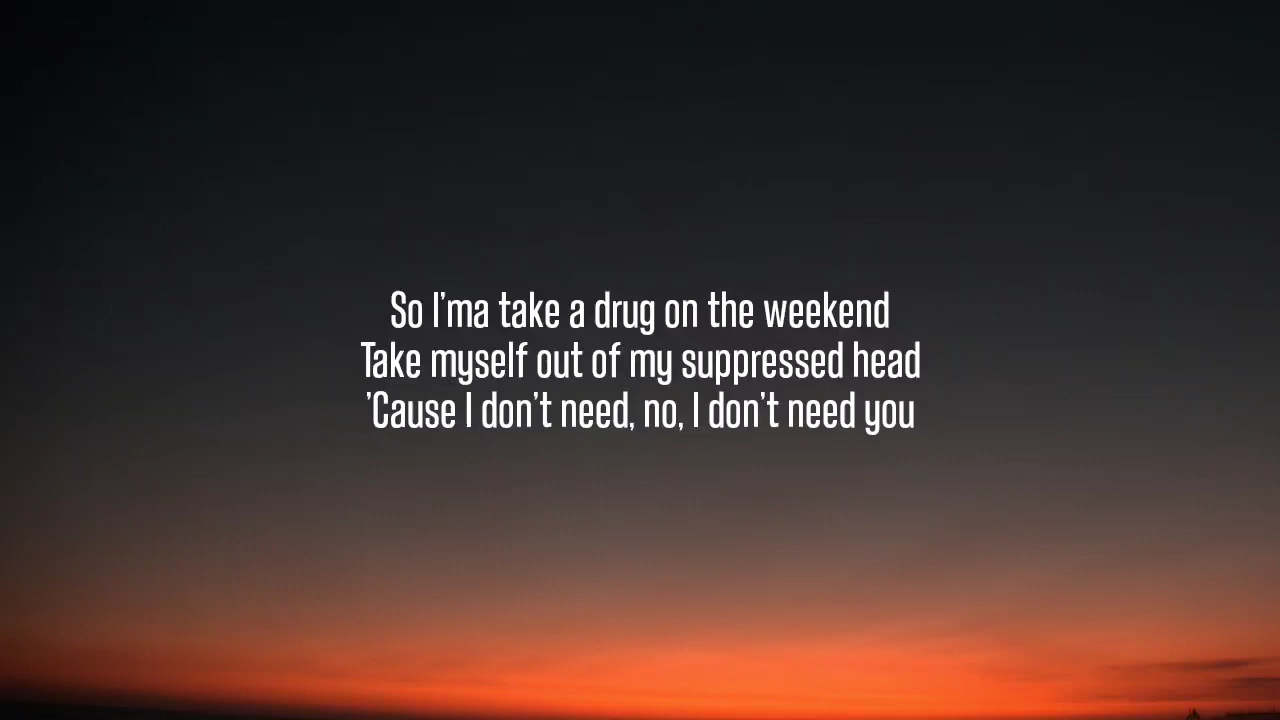 So I’ma take a drug on the weekend
Take myself out of my suppressed head
’Cause I don’t need, no, I don’t need you